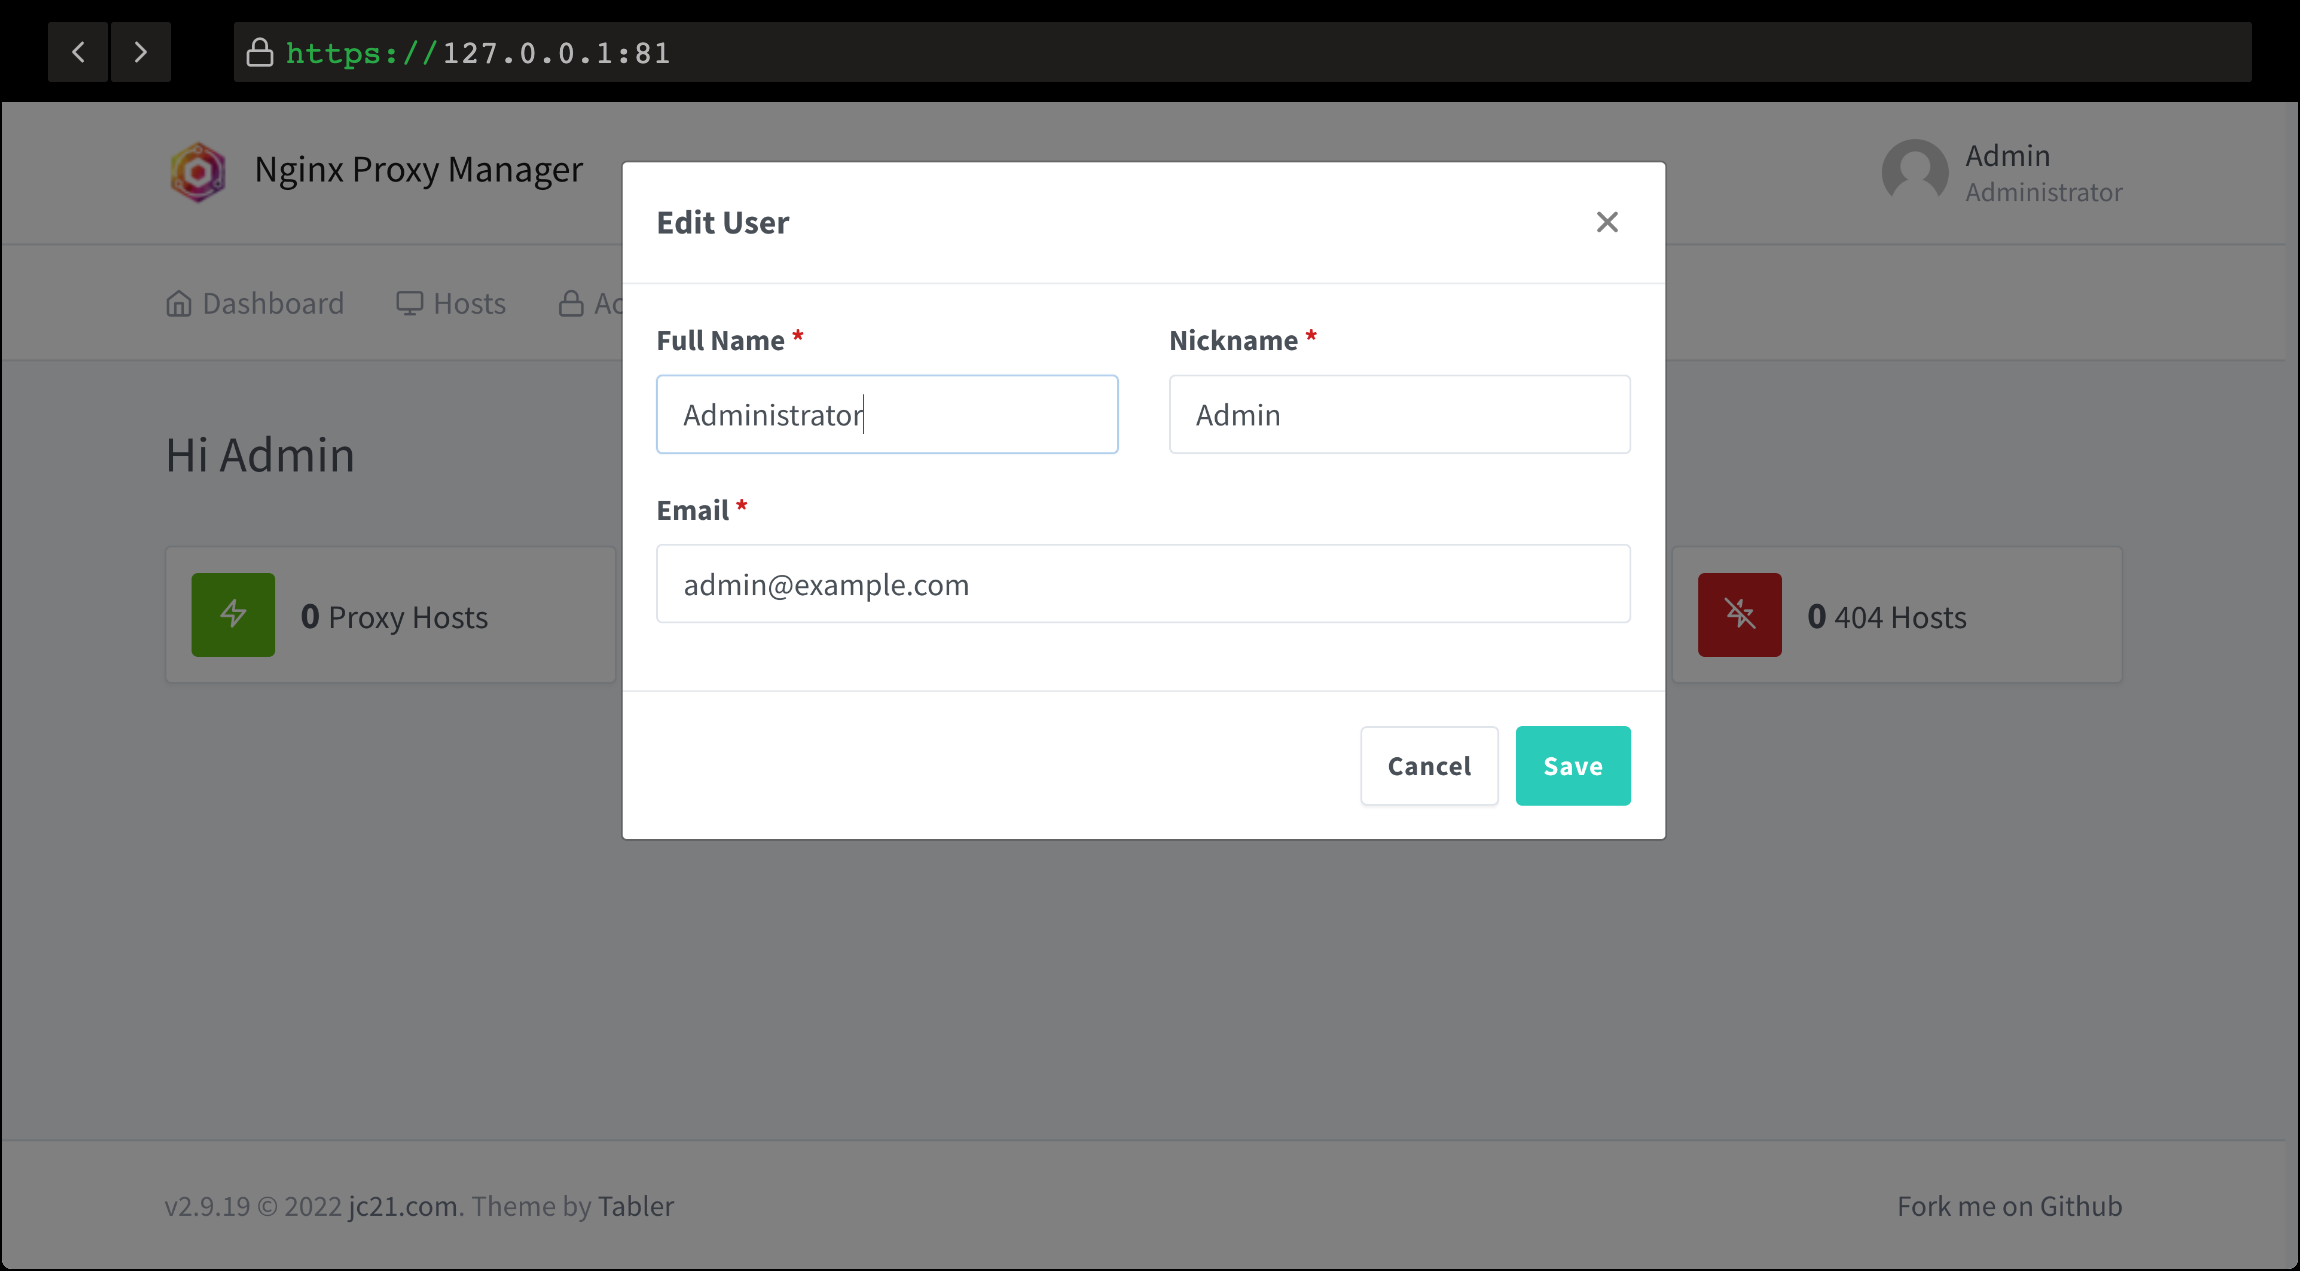 https://127.0.0.1:81
Nginx Proxy Manager
Admin
Administrator
Dashboard Hosts
Edit User
Full Name * Nickname *
Administrator Admin
Email *
admin@example.com
Cancel Save
Hi Admin
0 Proxy Hosts 0 404 Hosts
v2.9.19 © 2022 jc21.com. Theme by Tabler Fork me on Github